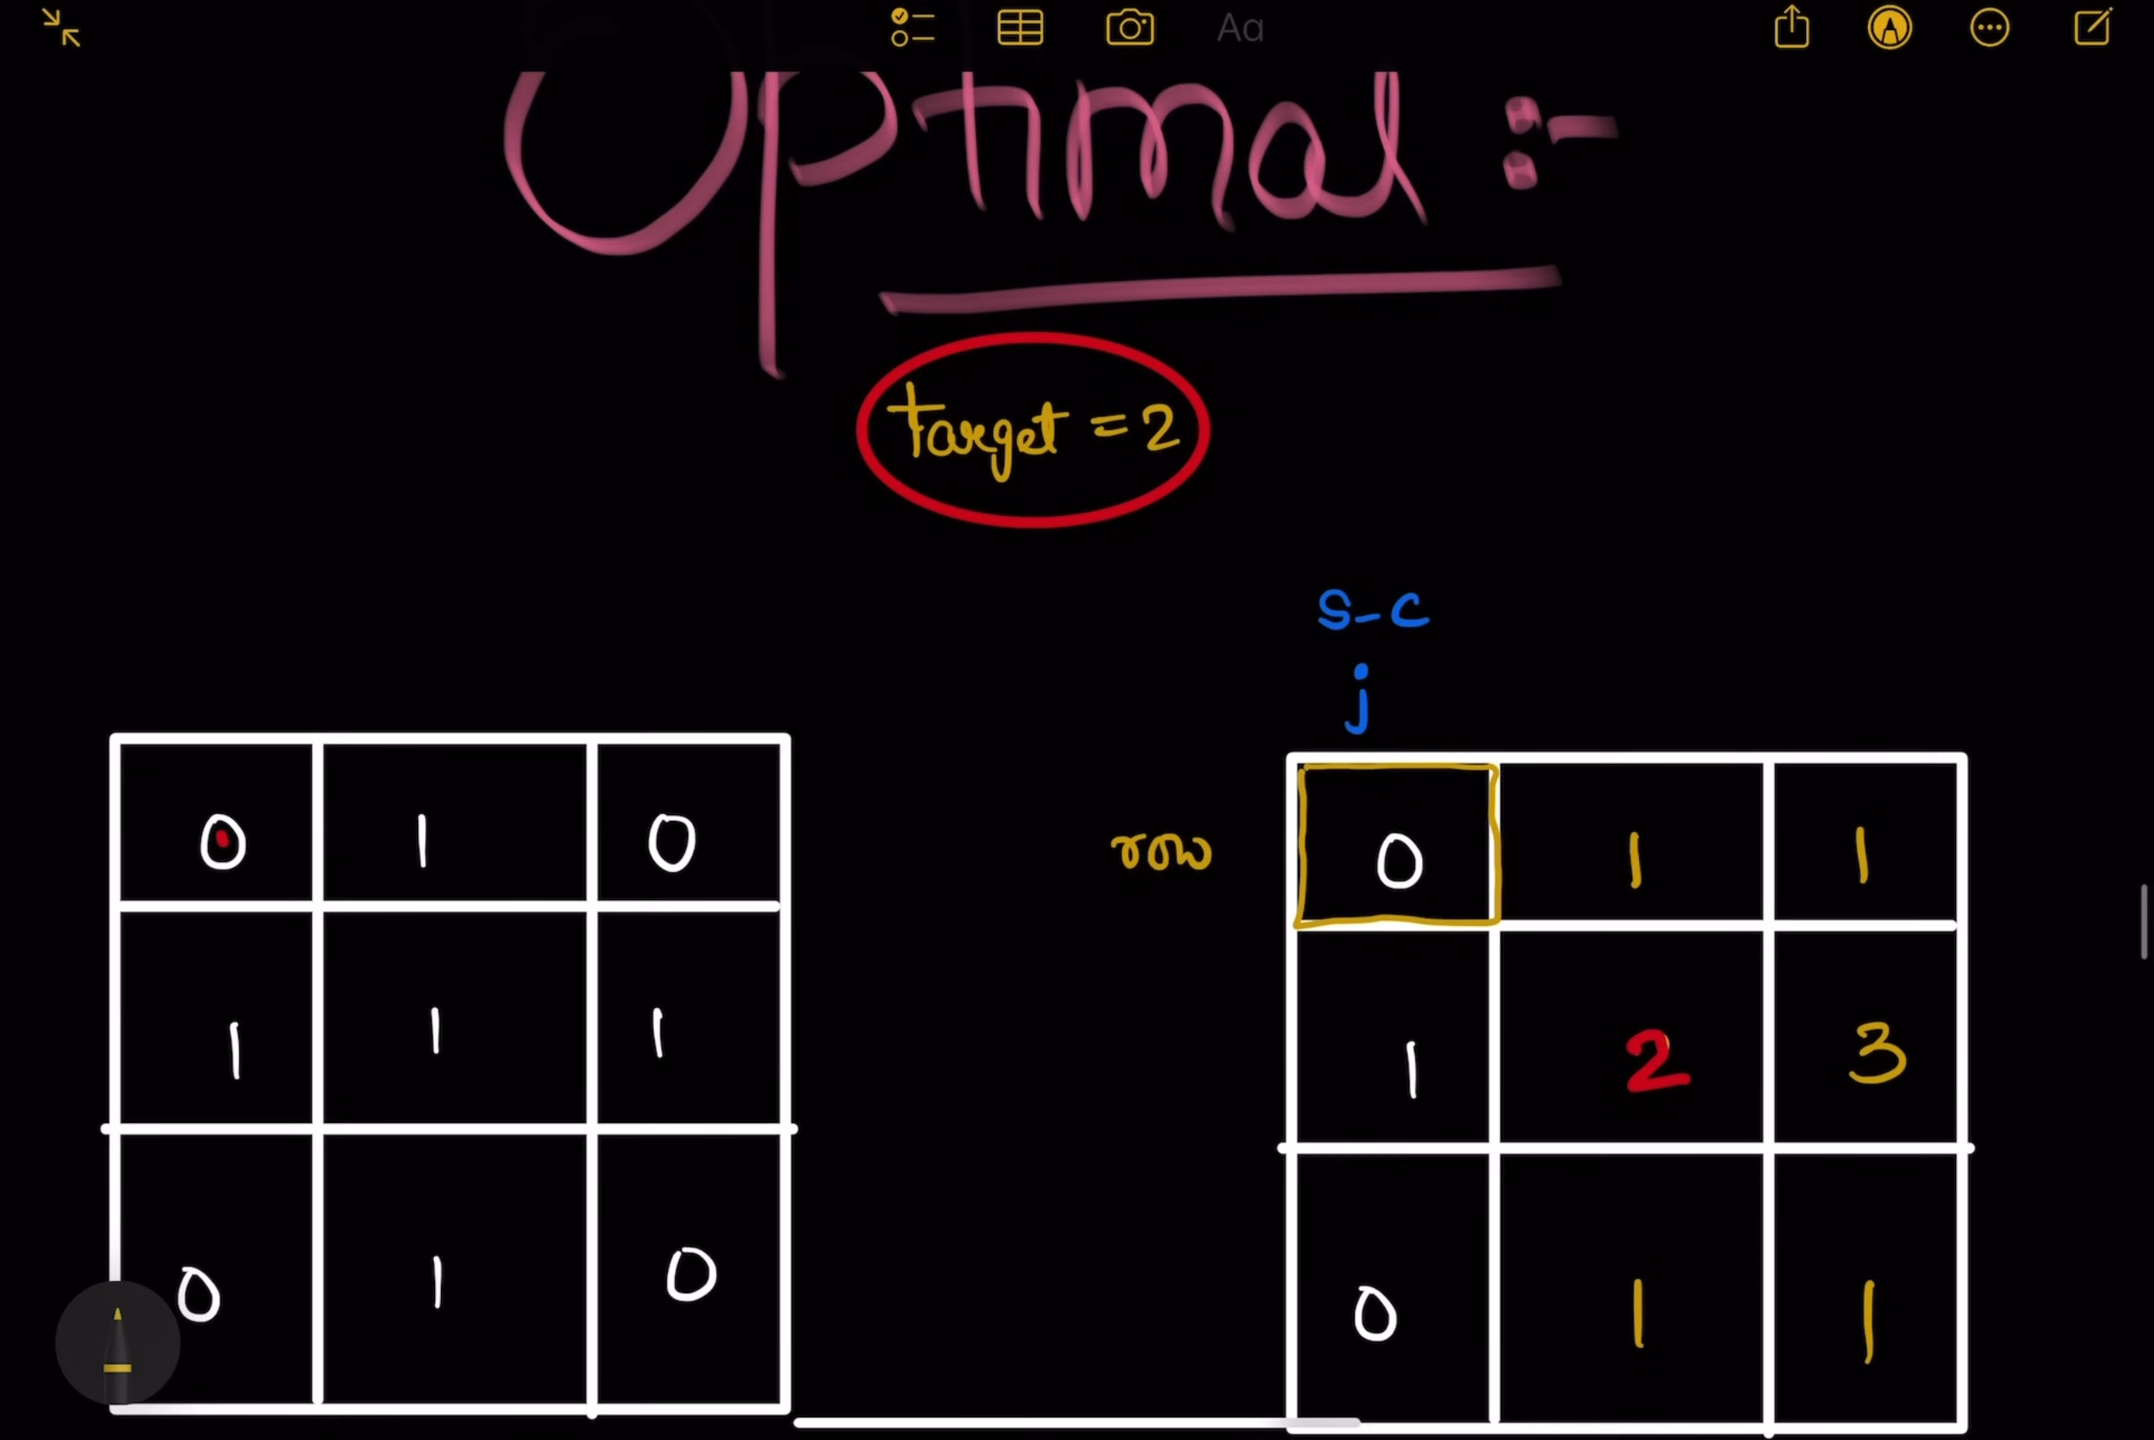 Aa
Optimal :-
target = 2
s-c
j
0 1 0
1 1 1
0 1 0
row 0 1 1
1 2 3
0 1 1